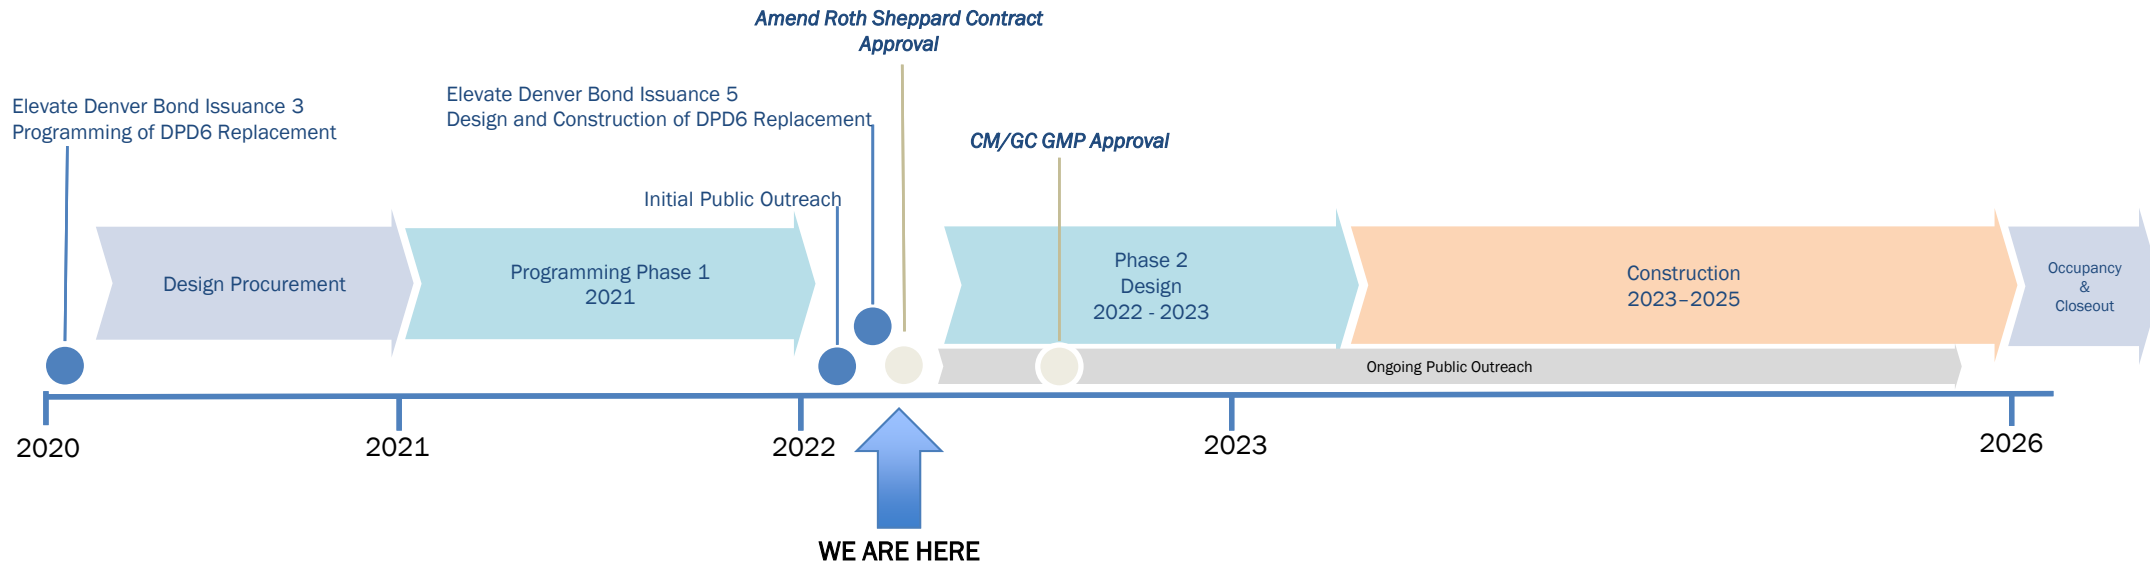 Amend Roth Sheppard Contract
Approval
Elevate Denver Bond Issuance 3
Programming of DPD6 Replacement
Elevate Denver Bond Issuance 5
Design and Construction of DPD6 Replacement
CM/GC GMP Approval
Initial Public Outreach
Design Procurement
Programming Phase 1
2021
Phase 2
Design
2022 - 2023
Construction
2023–2025
Occupancy
&
Closeout
Ongoing Public Outreach
2020
2021
2022
2023
2026
WE ARE HERE